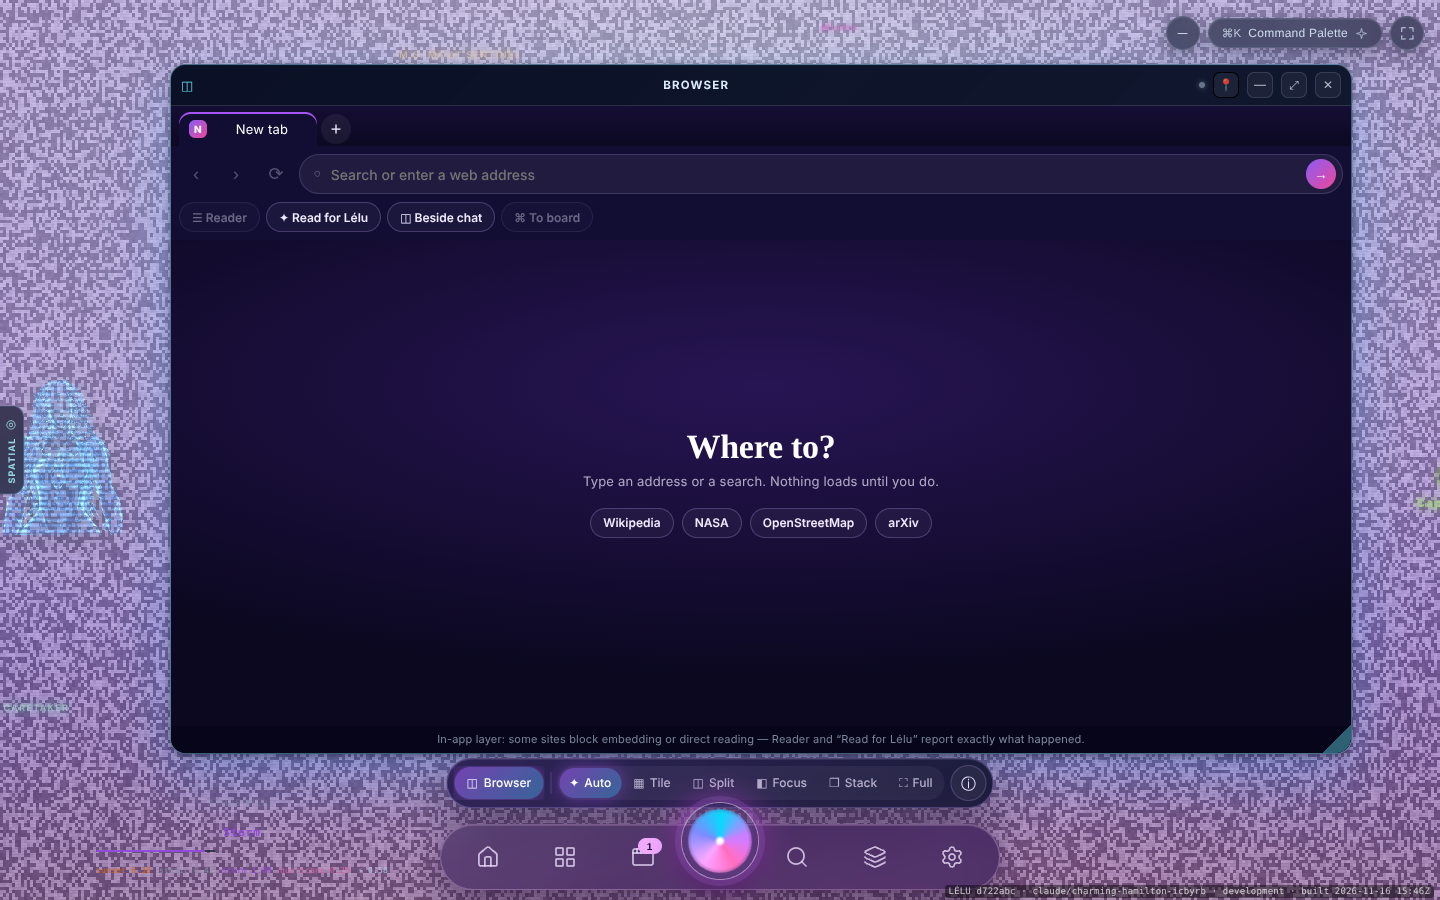 ⌘K Command Palette
BROWSER
N New tab +
Search or enter a web address
Reader Read for Lélu Beside chat ⌘ To board
SPATIAL
Where to?
Type an address or a search. Nothing loads until you do.
Wikipedia NASA OpenStreetMap arXiv
CARETAKER
In-app layer: some sites block embedding or direct reading — Reader and “Read for Lélu” report exactly what happened.
Browser Auto Tile Split Focus Stack Full
1
LÉLU d722abc · claude/charming-hamilton-icbyrb · development · built 2026-11-16 15:46Z